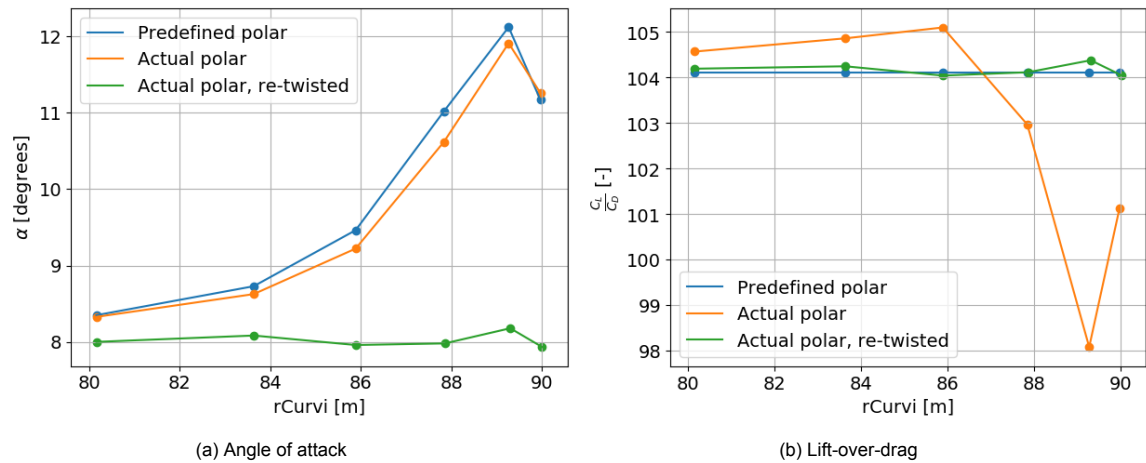 Predefined polar
Actual polar
Actual polar, re-twisted
12
11
10
9
8
α [degrees]
80
82
84
86
88
90
rCurvi [m]
(a) Angle of attack
105
104
103
102
101
100
99
98
C_L/C_D [-]
Predefined polar
Actual polar
Actual polar, re-twisted
80
82
84
86
88
90
rCurvi [m]
(b) Lift-over-drag